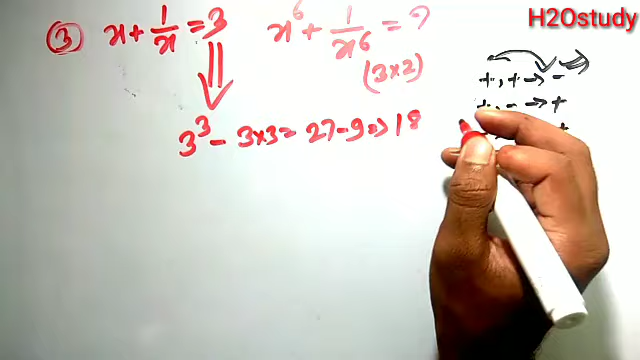 H2Ostudy
③ x + 1/x = 3   x⁶ + 1/x⁶ = ?
(3×2)
3³ - 3×3 = 27-9 ⇒ 18
+, + → -
+, - → +
+